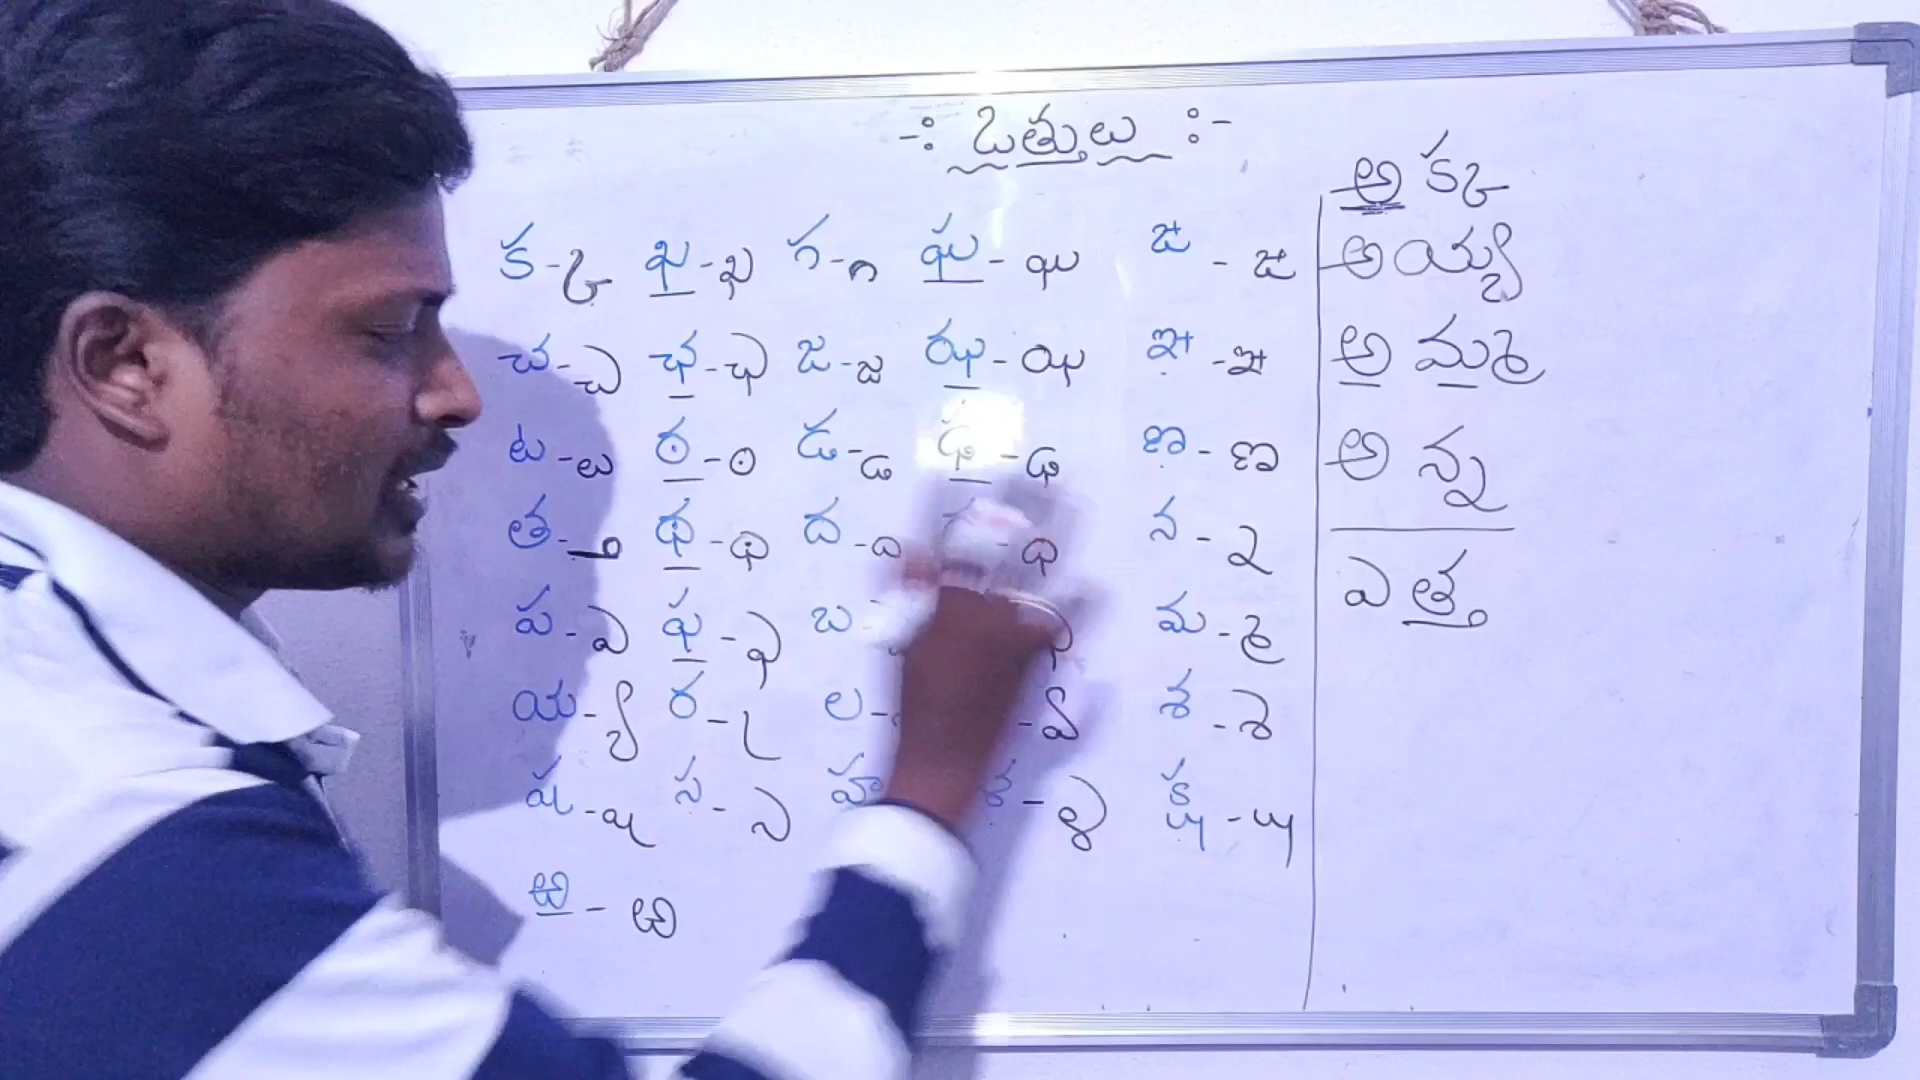 -: ఒత్తులు :-
క - ్క ఖ - ్ఖ గ - ్గ ఘ - ్ఘ ఙ - ్ఙ
చ - ్చ ఛ - ్ఛ జ - ్జ ఝ - ్ఝ ఞ - ్ఞ
ట - ్ట ఠ - ్ఠ డ - ్డ ఢ - ్ఢ ణ - ్ణ
త - ్త థ - ్థ ద - ్ద - ్ధ న - ్న
ప - ్ప ఫ - ్ఫ బ - మ - ్మ
య - ్య ర - ్ర ల - - ్వ శ - ్శ
ష - ్ష స - ్స హ - ్ళ క్ష - ్ష
ఱ - ్ఱ
అక్క
అయ్య
అమ్మ
అన్న
ఎత్త